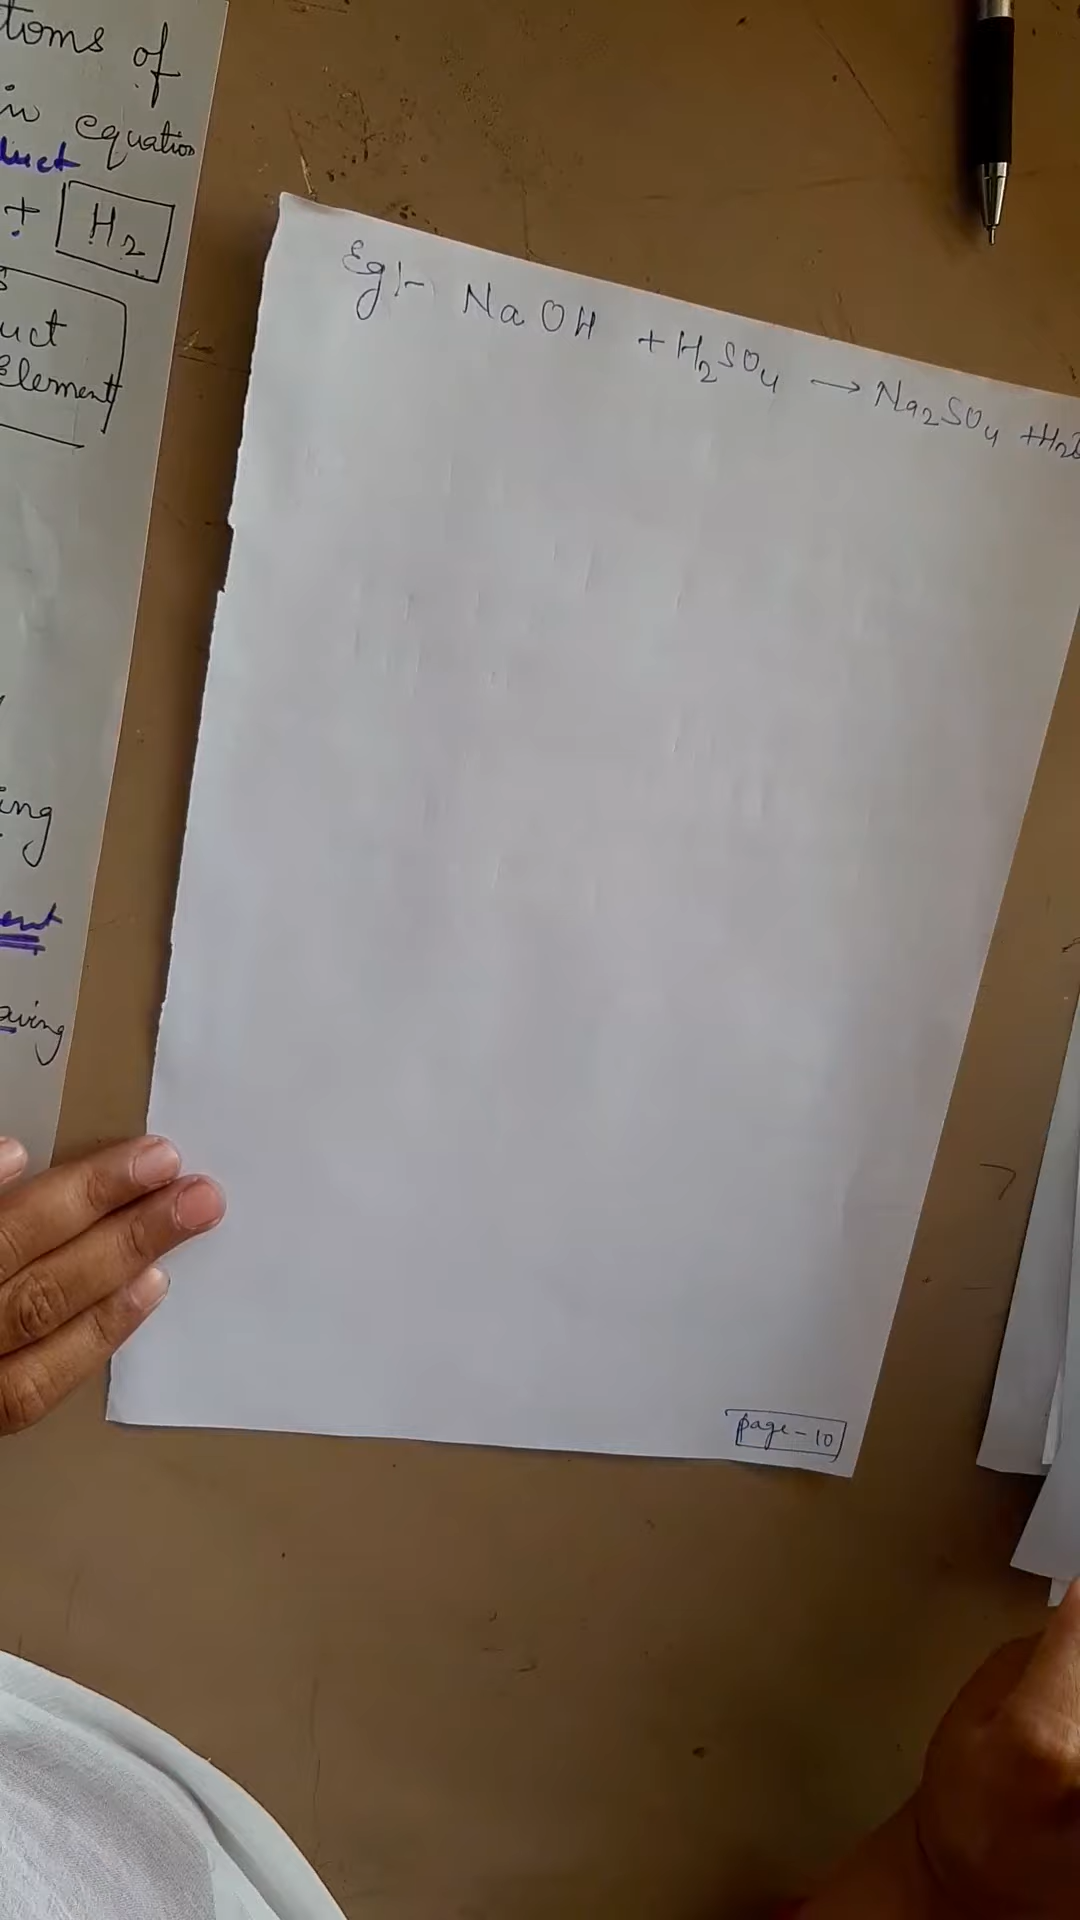 toms of
in equation
duct
+ H2
uct
Element
ing
ent
aving
Eg:- NaOH + H2SO4 → Na2SO4 + H2O
page-10